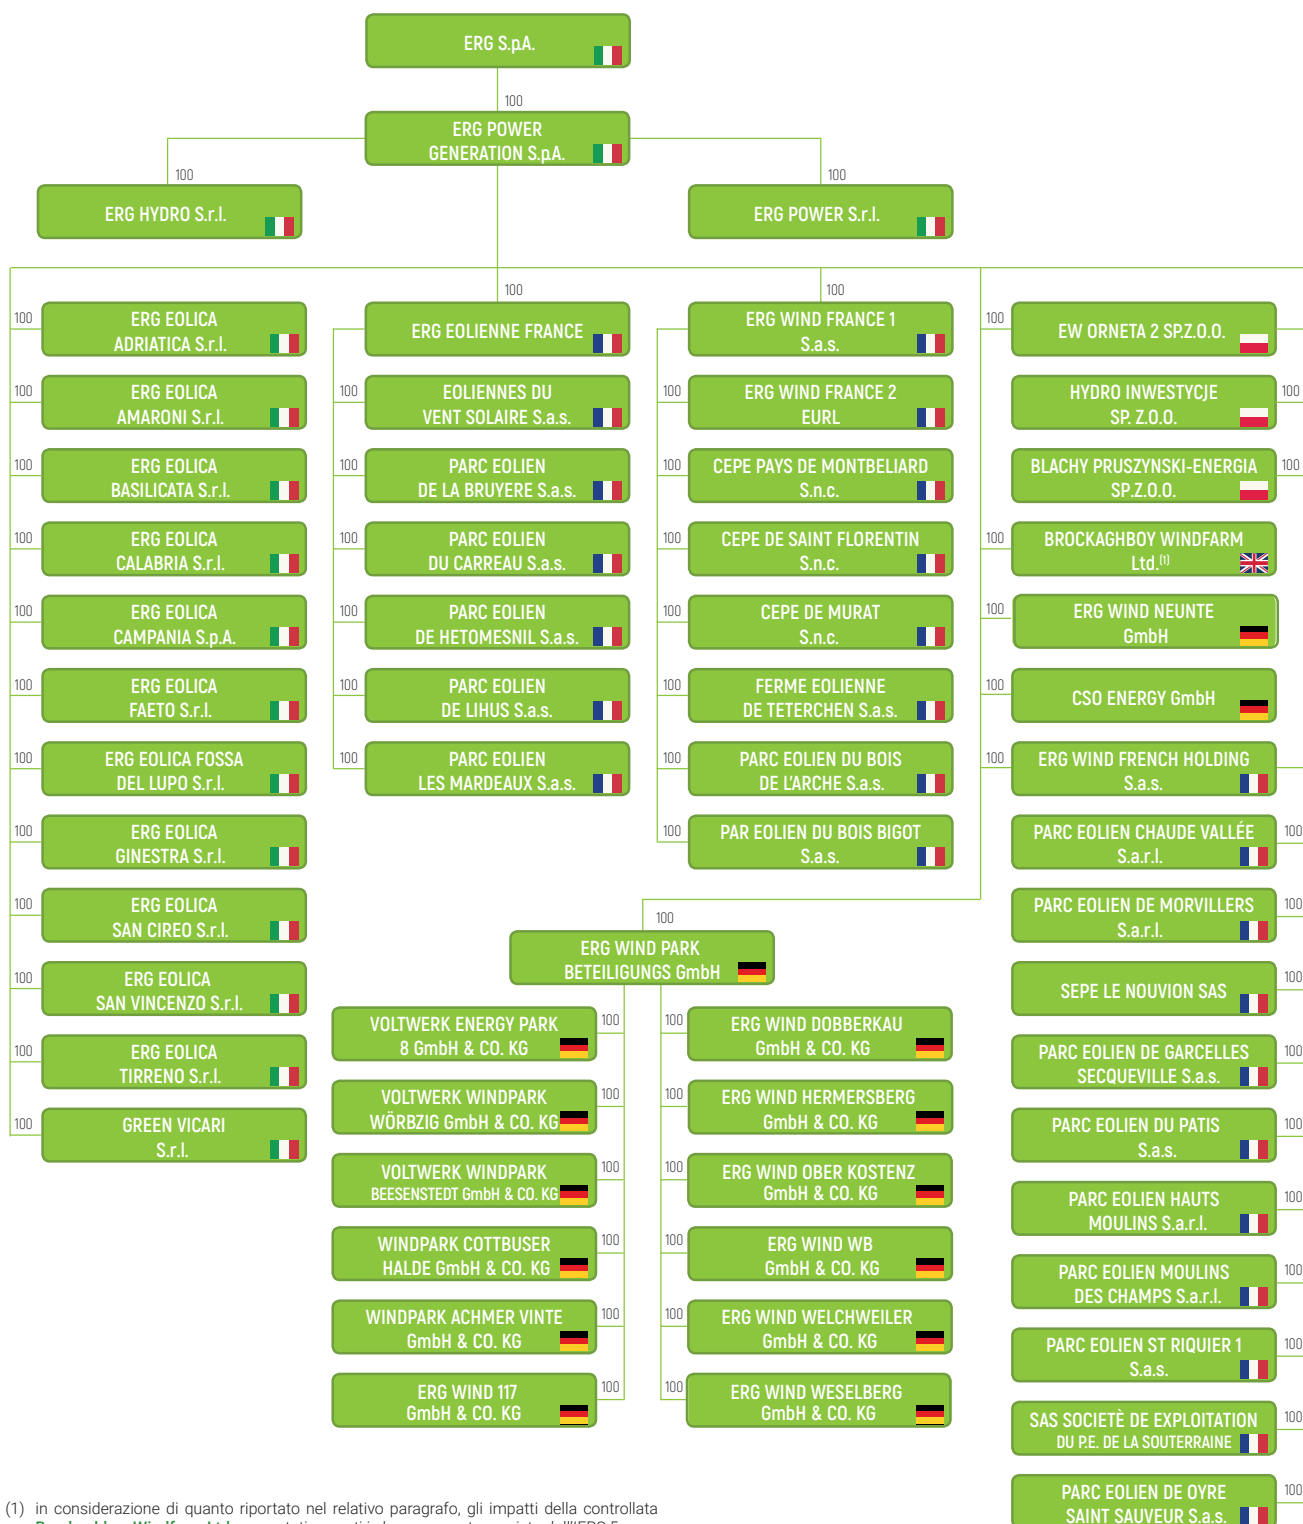 ERG S.p.A.
100
ERG POWER
GENERATION S.p.A.
100
100
ERG HYDRO S.r.l.
ERG POWER S.r.l.
100
100
100
ERG EOLICA
ADRIATICA S.r.l.
100
ERG EOLICA
AMARONI S.r.l.
100
ERG EOLICA
BASILICATA S.r.l.
100
ERG EOLICA
CALABRIA S.r.l.
100
ERG EOLICA
CAMPANIA S.p.A.
100
ERG EOLICA
FAETO S.r.l.
100
ERG EOLICA FOSSA
DEL LUPO S.r.l.
100
ERG EOLICA
GINESTRA S.r.l.
100
ERG EOLICA
SAN CIREO S.r.l.
100
ERG EOLICA
SAN VINCENZO S.r.l.
100
ERG EOLICA
TIRRENO S.r.l.
100
GREEN VICARI
S.r.l.
ERG EOLIENNE FRANCE
100
EOLIENNES DU
VENT SOLAIRE S.a.s.
100
PARC EOLIEN
DE LA BRUYERE S.a.s.
100
PARC EOLIEN
DU CARREAU S.a.s.
100
PARC EOLIEN
DE HETOMESNIL S.a.s.
100
PARC EOLIEN
DE LIHUS S.a.s.
100
PARC EOLIEN
LES MARDEAUX S.a.s.
ERG WIND FRANCE 1
S.a.s.
100
ERG WIND FRANCE 2
EURL
100
CEPE PAYS DE MONTBELIARD
S.n.c.
100
CEPE DE SAINT FLORENTIN
S.n.c.
100
CEPE DE MURAT
S.n.c.
100
FERME EOLIENNE
DE TETERCHEN S.a.s.
100
PARC EOLIEN DU BOIS
DE L'ARCHE S.a.s.
100
PAR EOLIEN DU BOIS BIGOT
S.a.s.
100
EW ORNETA 2 SP.Z.O.O.
HYDRO INWESTYCJE
SP. Z.O.O.
100
BLACHY PRUSZYNSKI-ENERGIA
SP.Z.O.O.
100
100
BROCKAGHBOY WINDFARM
Ltd.(1)
100
ERG WIND NEUNTE
GmbH
100
CSO ENERGY GmbH
100
ERG WIND FRENCH HOLDING
S.a.s.
PARC EOLIEN CHAUDE VALLÉE
S.a.r.l.
100
PARC EOLIEN DE MORVILLERS
S.a.r.l.
100
SEPE LE NOUVION SAS
100
PARC EOLIEN DE GARCELLES
SECQUEVILLE S.a.s.
100
PARC EOLIEN DU PATIS
S.a.s.
100
PARC EOLIEN HAUTS
MOULINS S.a.r.l.
100
PARC EOLIEN MOULINS
DES CHAMPS S.a.r.l.
100
PARC EOLIEN ST RIQUIER 1
S.a.s.
100
SAS SOCIETÈ DE EXPLOITATION
DU P.E. DE LA SOUTERRAINE
100
PARC EOLIEN DE OYRE
SAINT SAUVEUR S.a.s.
100
100
ERG WIND PARK
BETEILIGUNGS GmbH
VOLTWERK ENERGY PARK
8 GmbH & CO. KG
100
VOLTWERK WINDPARK
WÖRBZIG GmbH & CO. KG
100
VOLTWERK WINDPARK
BEESENSTEDT GmbH & CO. KG
100
WINDPARK COTTBUSER
HALDE GmbH & CO. KG
100
WINDPARK ACHMER VINTE
GmbH & CO. KG
100
ERG WIND 117
GmbH & CO. KG
100
100
ERG WIND DOBBERKAU
GmbH & CO. KG
100
ERG WIND HERMERSBERG
GmbH & CO. KG
100
ERG WIND OBER KOSTENZ
GmbH & CO. KG
100
ERG WIND WB
GmbH & CO. KG
100
ERG WIND WELCHWEILER
GmbH & CO. KG
100
ERG WIND WESELBERG
GmbH & CO. KG
(1) in considerazione di quanto riportato nel relativo paragrafo, gli impatti della controllata